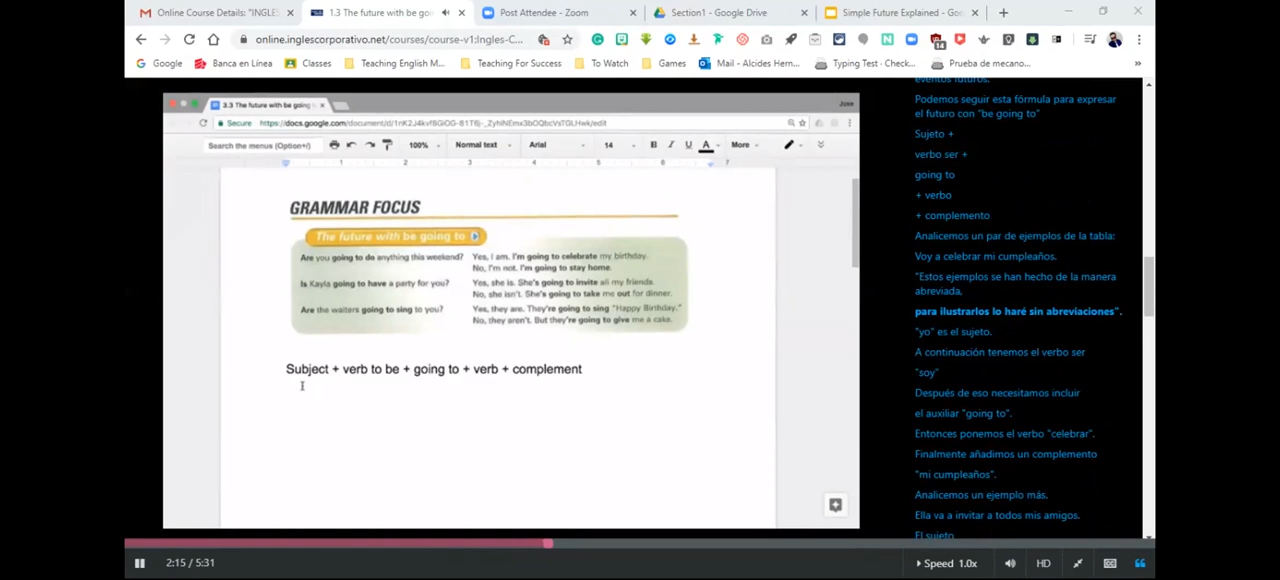 Online Course Details: "INGLES
1.3 The future with be goi
Post Attendee - Zoom
Section1 - Google Drive
Simple Future Explained - Go
online.inglescorporativo.net/courses/course-v1:Ingles-C...
14
Google
Banca en Línea
Classes
Teaching English M...
Teaching For Success
To Watch
Games
Mail - Alcides Hern...
Typing Test - Check...
Prueba de mecano...
»
3.3 The future with be going
Jose
Secure
Search the menus (Option+/)
100%
Normal text
Arial
14
B I U A
More
1 2 3 4 5 6 7
GRAMMAR FOCUS
The future with be going to
Are you going to do anything this weekend?
Yes, I am. I'm going to celebrate my birthday.
No, I'm not. I'm going to stay home.
Is Kayla going to have a party for you?
Yes, she is. She's going to invite all my friends.
No, she isn't. She's going to take me out for dinner.
Are the waiters going to sing to you?
Yes, they are. They're going to sing "Happy Birthday."
No, they aren't. But they're going to give me a cake.
Subject + verb to be + going to + verb + complement
eventos futuros.
Podemos seguir esta fórmula para expresar
el futuro con "be going to"
Sujeto +
verbo ser +
going to
+ verbo
+ complemento
Analicemos un par de ejemplos de la tabla:
Voy a celebrar mi cumpleaños.
"Estos ejemplos se han hecho de la manera
abreviada,
para ilustrarlos lo haré sin abreviaciones".
"yo" es el sujeto.
A continuación tenemos el verbo ser
"soy"
Después de eso necesitamos incluir
el auxiliar "going to".
Entonces ponemos el verbo "celebrar".
Finalmente añadimos un complemento
"mi cumpleaños".
Analicemos un ejemplo más.
Ella va a invitar a todos mis amigos.
El sujeto
2:15 / 5:31
Speed 1.0x
HD